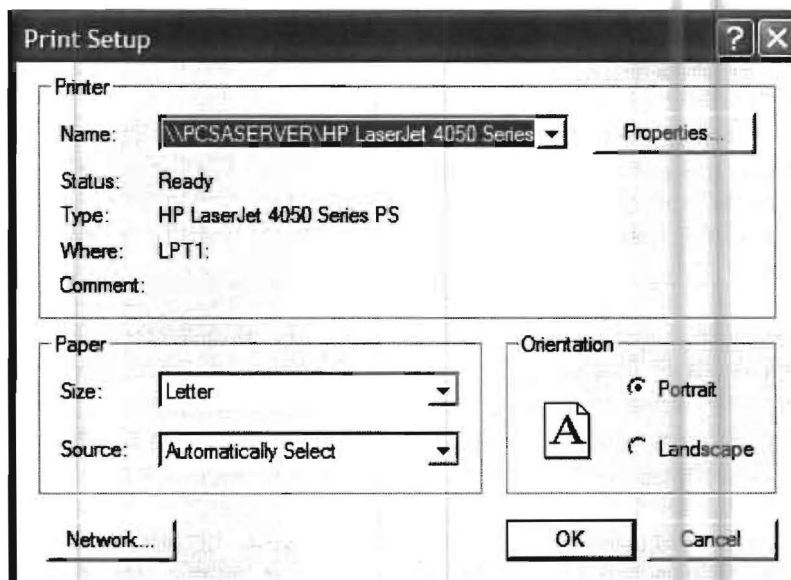 Print Setup
Printer
Name: \\PCSASERVER\HP LaserJet 4050 Series Properties...
Status: Ready
Type: HP LaserJet 4050 Series PS
Where: LPT1:
Comment:
Paper
Size: Letter
Source: Automatically Select
Orientation
A
Portrait
Landscape
Network... OK Cancel